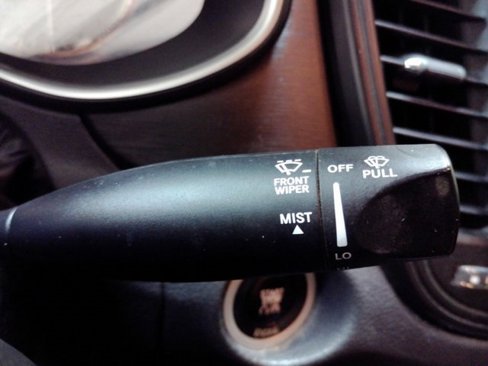 FRONT
WIPER
MIST
OFF
PULL
LO